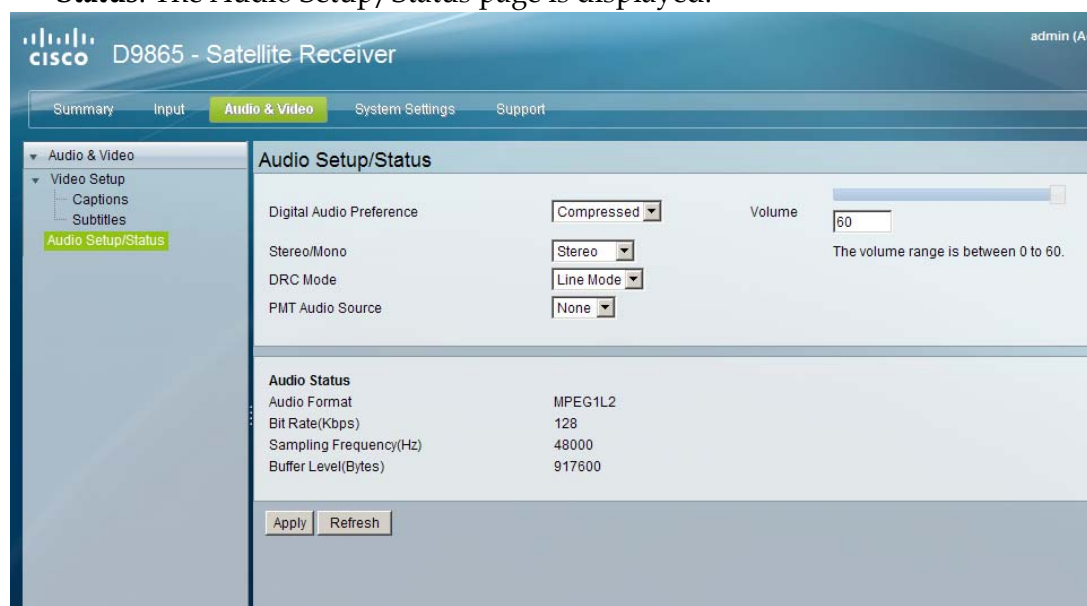 Status. The Audio Setup/Status page is displayed.
cisco D9865 - Satellite Receiver
admin (A
Summary Input Audio & Video System Settings Support
Audio & Video
Video Setup
Captions
Subtitles
Audio Setup/Status
Audio Setup/Status
Digital Audio Preference Compressed Volume 60
Stereo/Mono Stereo The volume range is between 0 to 60.
DRC Mode Line Mode
PMT Audio Source None
Audio Status
Audio Format MPEG1L2
Bit Rate(Kbps) 128
Sampling Frequency(Hz) 48000
Buffer Level(Bytes) 917600
Apply Refresh